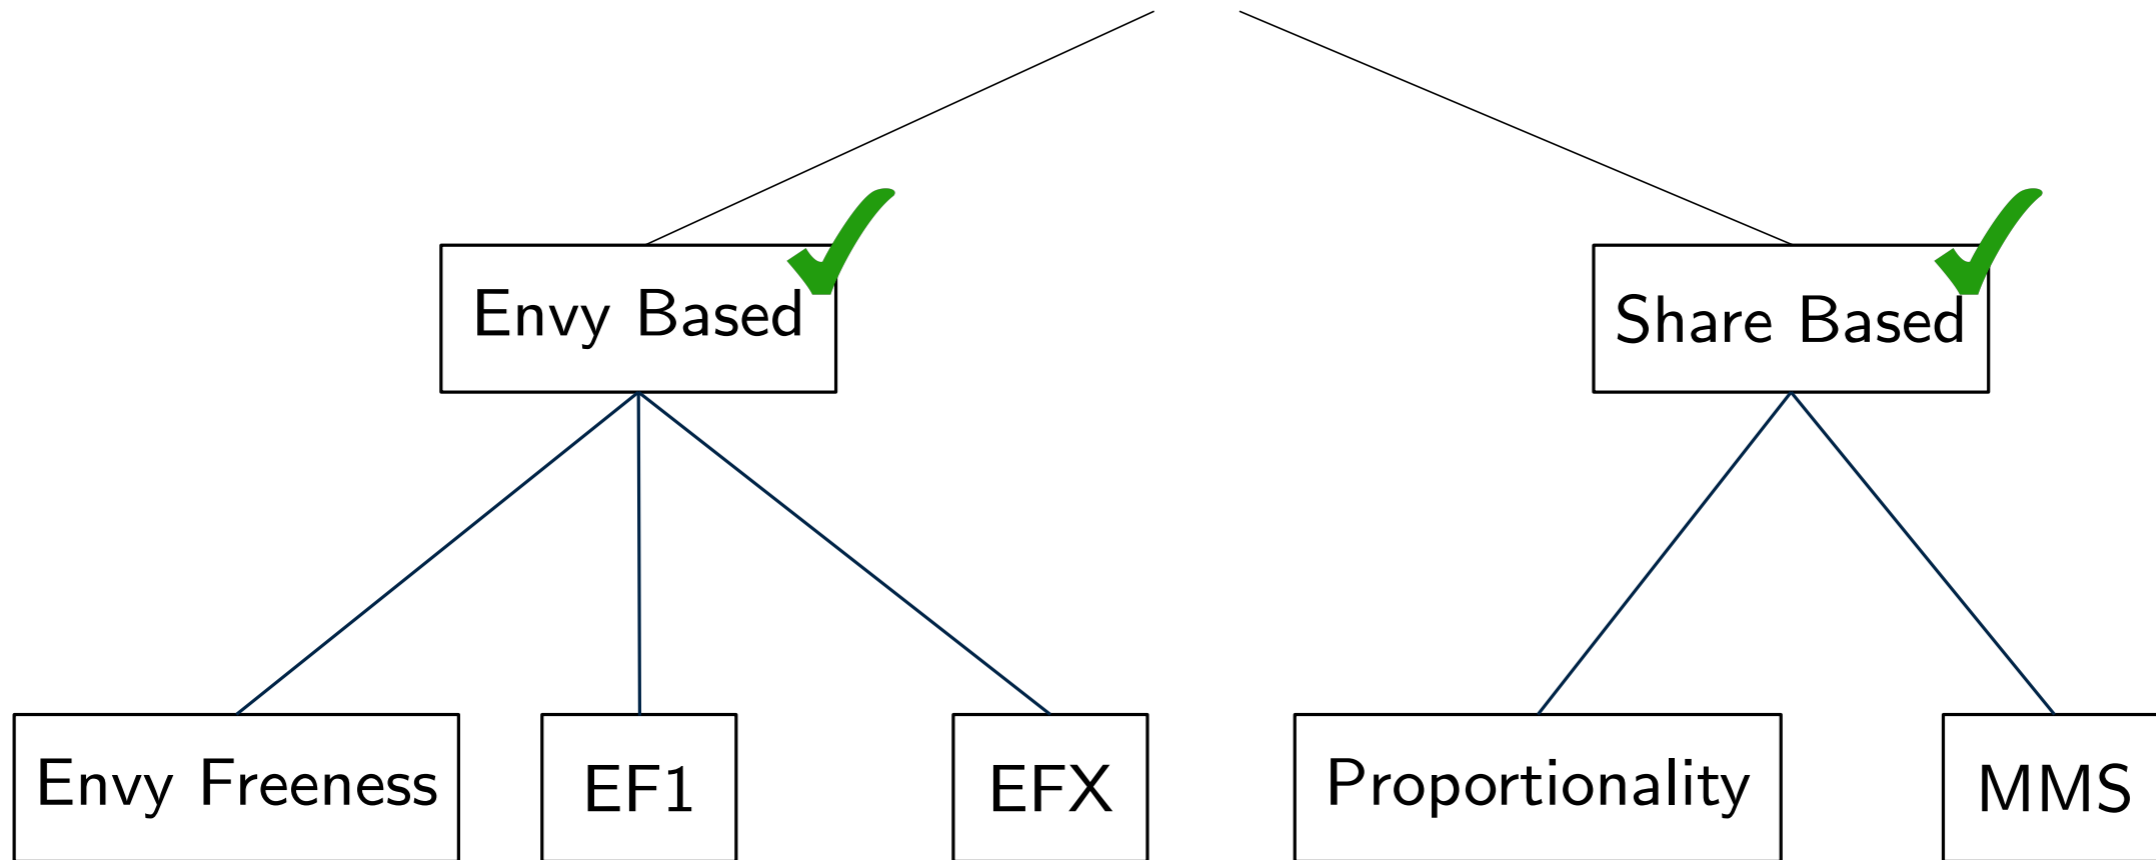 Envy Based
Share Based
Envy Freeness
EF1
EFX
Proportionality
MMS